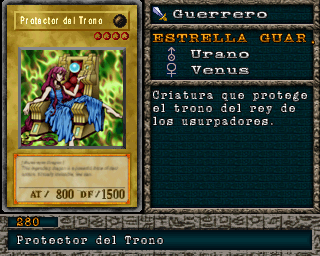 Protector del Trono
Guerrero
ESTRELLA GUAR.
Urano
Venus
Criatura que protege
el trono del rey de
los usurpadores.
AT/ 800 DF/1500
280
Protector del Trono